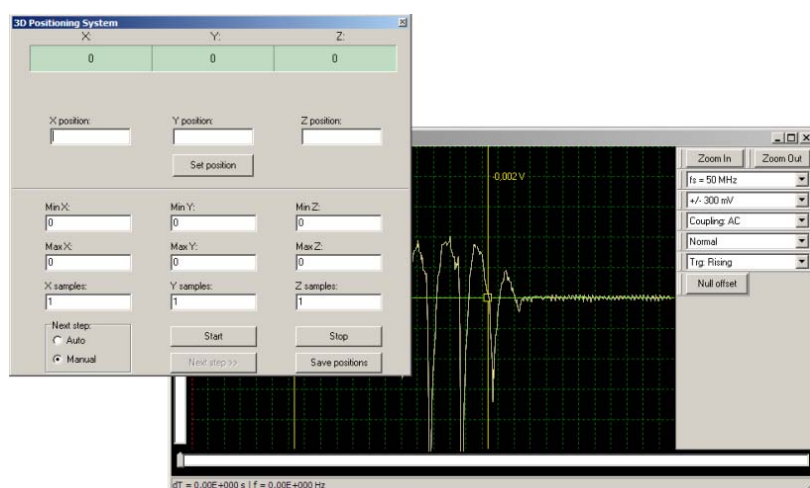 3D Positioning System
X: Y: Z:
0 0 0
X position: Y position: Z position:
Set position
Min X: Min Y: Min Z:
0 0 0
Max X: Max Y: Max Z:
0 0 0
X samples: Y samples: Z samples:
1 1 1
Next step:
Auto
Manual
Start Stop
Next step >> Save positions
-0,002 V
Zoom In Zoom Out
fs = 50 MHz
+/- 300 mV
Coupling: AC
Normal
Trg: Rising
Null offset
dT = 0.00E+000 s | f = 0.00E+000 Hz